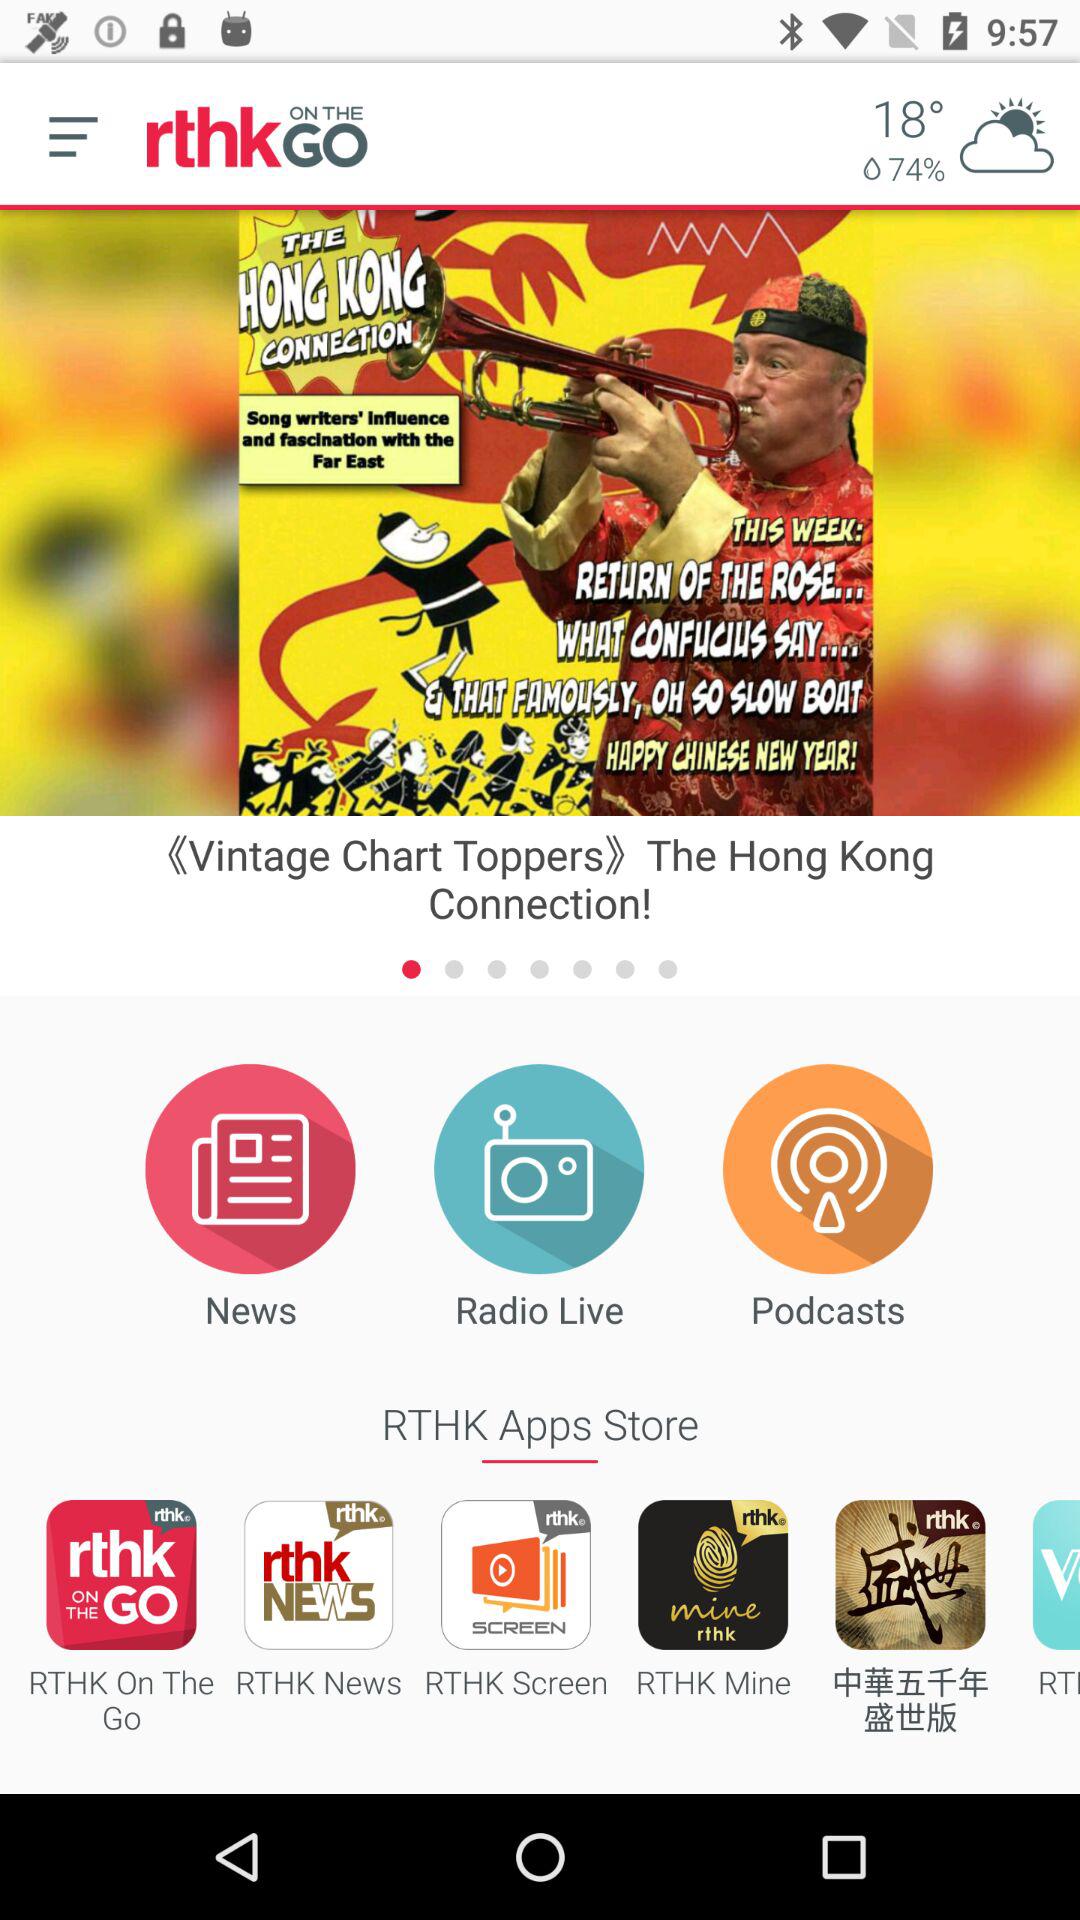 FAKE
9:57
rthk ON THE GO
18°
74%
THE
HONG KONG
CONNECTION
Song writers' influence
and fascination with the
Far East
THIS WEEK:
RETURN OF THE ROSE...
WHAT CONFUCIUS SAY....
& THAT FAMOUSLY, OH SO SLOW BOAT
HAPPY CHINESE NEW YEAR!
《Vintage Chart Toppers》The Hong Kong
Connection!
News
Radio Live
Podcasts
RTHK Apps Store
rthk
rthk
ON THE GO
rthk
rthk
NEWS
rthk
SCREEN
rthk
mine
rthk
rthk
盛世
RTHK On The
Go
RTHK News
RTHK Screen
RTHK Mine
中華五千年
盛世版